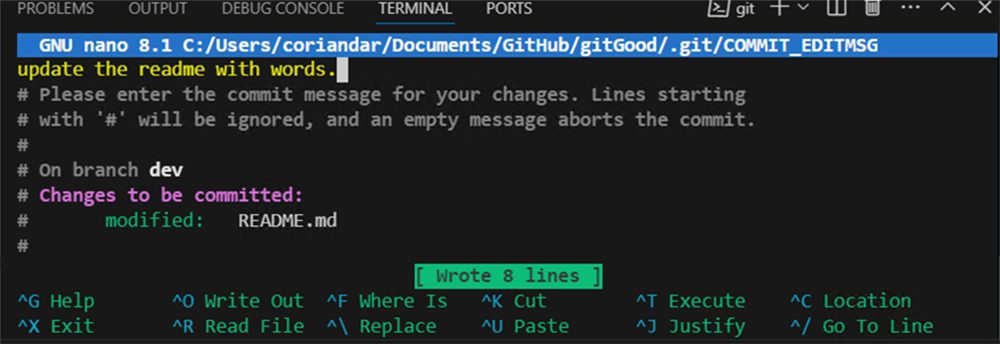 PROBLEMS OUTPUT DEBUG CONSOLE TERMINAL PORTS git
GNU nano 8.1 C:/Users/coriandar/Documents/GitHub/gitGood/.git/COMMIT_EDITMSG
update the readme with words.
# Please enter the commit message for your changes. Lines starting
# with '#' will be ignored, and an empty message aborts the commit.
#
# On branch dev
# Changes to be committed:
#       modified:   README.md
#
[ Wrote 8 lines ]
^G Help ^O Write Out ^F Where Is ^K Cut ^T Execute ^C Location
^X Exit ^R Read File ^\ Replace ^U Paste ^J Justify ^/ Go To Line